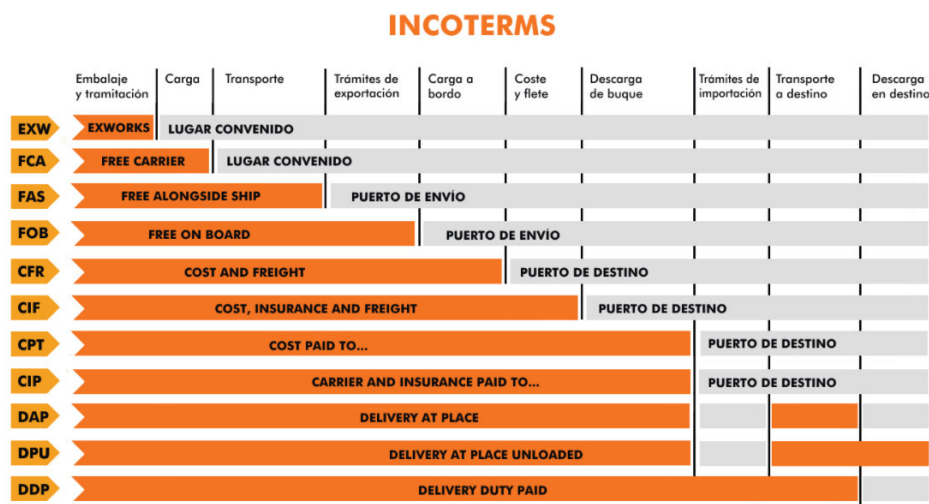 INCOTERMS
Embalaje
y tramitación
Carga
Transporte
Trámites de
exportación
Carga a
bordo
Coste
y flete
Descarga
de buque
Trámites de
importación
Transporte
a destino
Descarga
en destino
EXW EXWORKS LUGAR CONVENIDO
FCA FREE CARRIER LUGAR CONVENIDO
FAS FREE ALONGSIDE SHIP PUERTO DE ENVÍO
FOB FREE ON BOARD PUERTO DE ENVÍO
CFR COST AND FREIGHT PUERTO DE DESTINO
CIF COST, INSURANCE AND FREIGHT PUERTO DE DESTINO
CPT COST PAID TO... PUERTO DE DESTINO
CIP CARRIER AND INSURANCE PAID TO... PUERTO DE DESTINO
DAP DELIVERY AT PLACE
DPU DELIVERY AT PLACE UNLOADED
DDP DELIVERY DUTY PAID